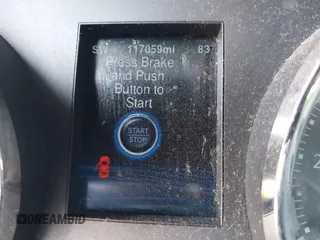 SW 117059mi 83
Press Brake
and Push
Button to
Start
START
STOP
DREAMBID